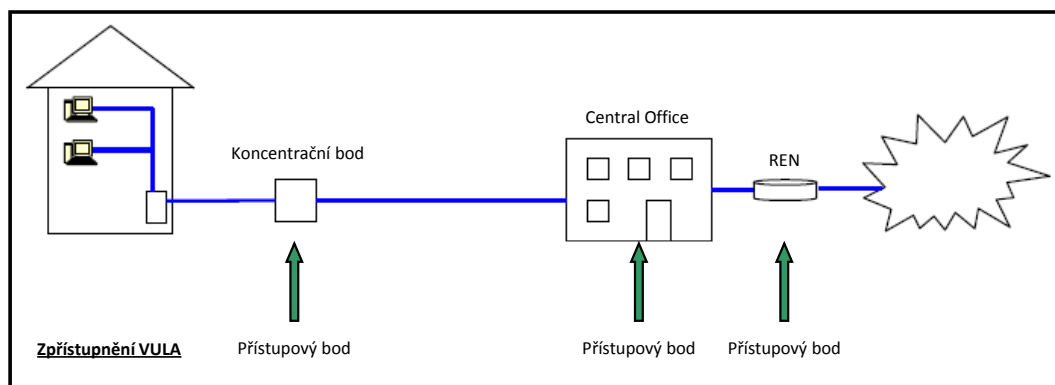 Central Office
Koncentrační bod
REN
Zpřístupnění VULA
Přístupový bod
Přístupový bod
Přístupový bod